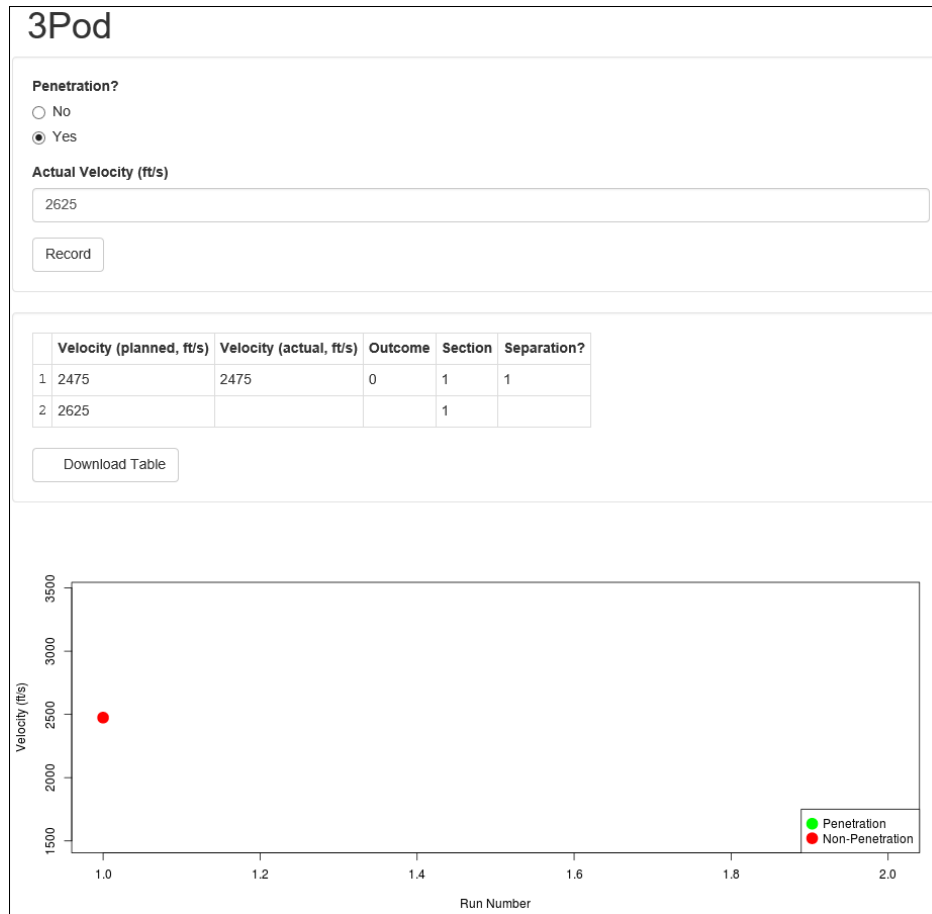 3Pod
Penetration?
No
Yes
Actual Velocity (ft/s)
2625
Record
Velocity (planned, ft/s) Velocity (actual, ft/s) Outcome Section Separation?
1 2475 2475 0 1 1
2 2625 1
Download Table
3500
3000
2500
2000
1500
Velocity (ft/s)
Penetration
Non-Penetration
1.0 1.2 1.4 1.6 1.8 2.0
Run Number